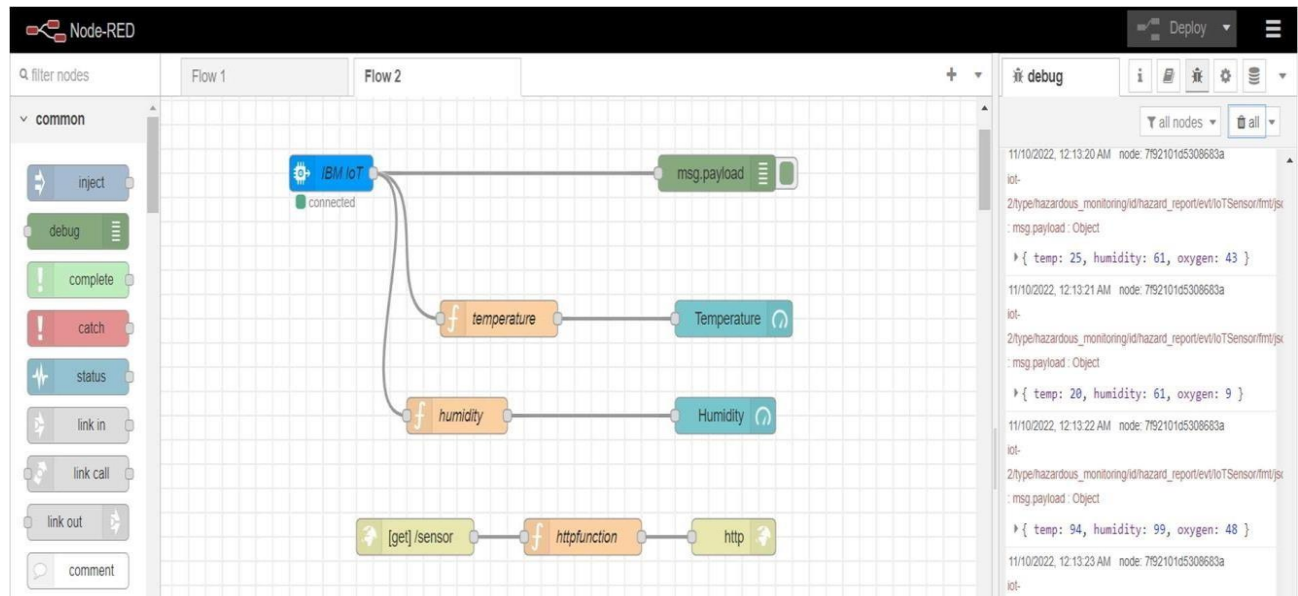 Node-RED
Deploy
filter nodes
Flow 1
Flow 2
debug
i
all nodes
all
common
inject
debug
complete
catch
status
link in
link call
link out
comment
IBM IoT
connected
msg.payload
temperature
Temperature
humidity
Humidity
[get] /sensor
httpfunction
http
11/10/2022, 12:13:20 AM node: 7f92101d5308683a
iot-
2/type/hazardous_monitoring/id/hazard_report/evt/IoTSensor/fmt/jsc
: msg.payload : Object
{ temp: 25, humidity: 61, oxygen: 43 }
11/10/2022, 12:13:21 AM node: 7f92101d5308683a
iot-
2/type/hazardous_monitoring/id/hazard_report/evt/IoTSensor/fmt/jsc
: msg.payload : Object
{ temp: 20, humidity: 61, oxygen: 9 }
11/10/2022, 12:13:22 AM node: 7f92101d5308683a
iot-
2/type/hazardous_monitoring/id/hazard_report/evt/IoTSensor/fmt/jsc
: msg.payload : Object
{ temp: 94, humidity: 99, oxygen: 48 }
11/10/2022, 12:13:23 AM node: 7f92101d5308683a
iot-